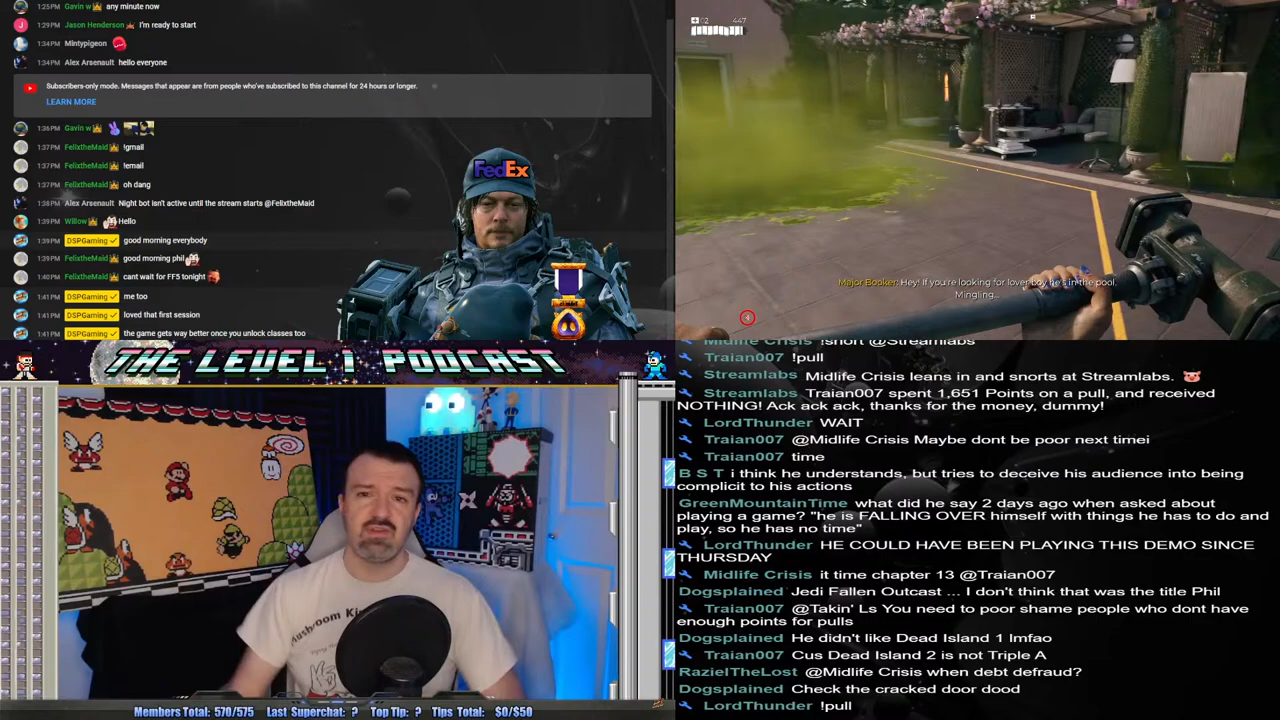 1:25PM Gavin w any minute now
1:29PM Jason Henderson I'm ready to start
1:34PM Mintypigeon
1:34PM Alex Arsenault hello everyone
Subscribers-only mode. Messages that appear are from people who've subscribed to this channel for 24 hours or longer.
LEARN MORE
1:36PM Gavin w
1:37PM FelixtheMaid !gmail
1:37PM FelixtheMaid !email
1:37PM FelixtheMaid oh dang
1:38PM Alex Arsenault Night bot isn't active until the stream starts @FelixtheMaid
1:39PM Willow Hello
1:39PM DSPGaming good morning everybody
1:39PM FelixtheMaid good morning phil
1:40PM FelixtheMaid cant wait for FF5 tonight
1:41PM DSPGaming me too
1:41PM DSPGaming loved that first session
1:41PM DSPGaming the game gets way better once you unlock classes too
FedEx
447
Major Booker: Hey! If you're looking for lover boy he's in the pool.
Mingling...
THE LEVEL 1 PODCAST
Mushroom
Midlife Crisis !snort @Streamlabs
Traian007 !pull
Streamlabs Midlife Crisis leans in and snorts at Streamlabs.
Streamlabs Traian007 spent 1,651 Points on a pull, and received
NOTHING! Ack ack ack, thanks for the money, dummy!
LordThunder WAIT
Traian007 @Midlife Crisis Maybe dont be poor next timei
Traian007 time
B S T i think he understands, but tries to deceive his audience into being
complicit to his actions
GreenMountainTime what did he say 2 days ago when asked about
playing a game? "he is FALLING OVER himself with things he has to do and
play, so he has no time"
LordThunder HE COULD HAVE BEEN PLAYING THIS DEMO SINCE
THURSDAY
Midlife Crisis it time chapter 13 @Traian007
Dogsplained Jedi Fallen Outcast ... I don't think that was the title Phil
Traian007 @Takin' Ls You need to poor shame people who dont have
enough points for pulls
Dogsplained He didn't like Dead Island 1 lmfao
Traian007 Cus Dead Island 2 is not Triple A
RazielTheLost @Midlife Crisis when debt defraud?
Dogsplained Check the cracked door dood
LordThunder !pull
Members Total: 570/575 Last Superchat: ? Top Tip: ? Tips Total: $0/$50